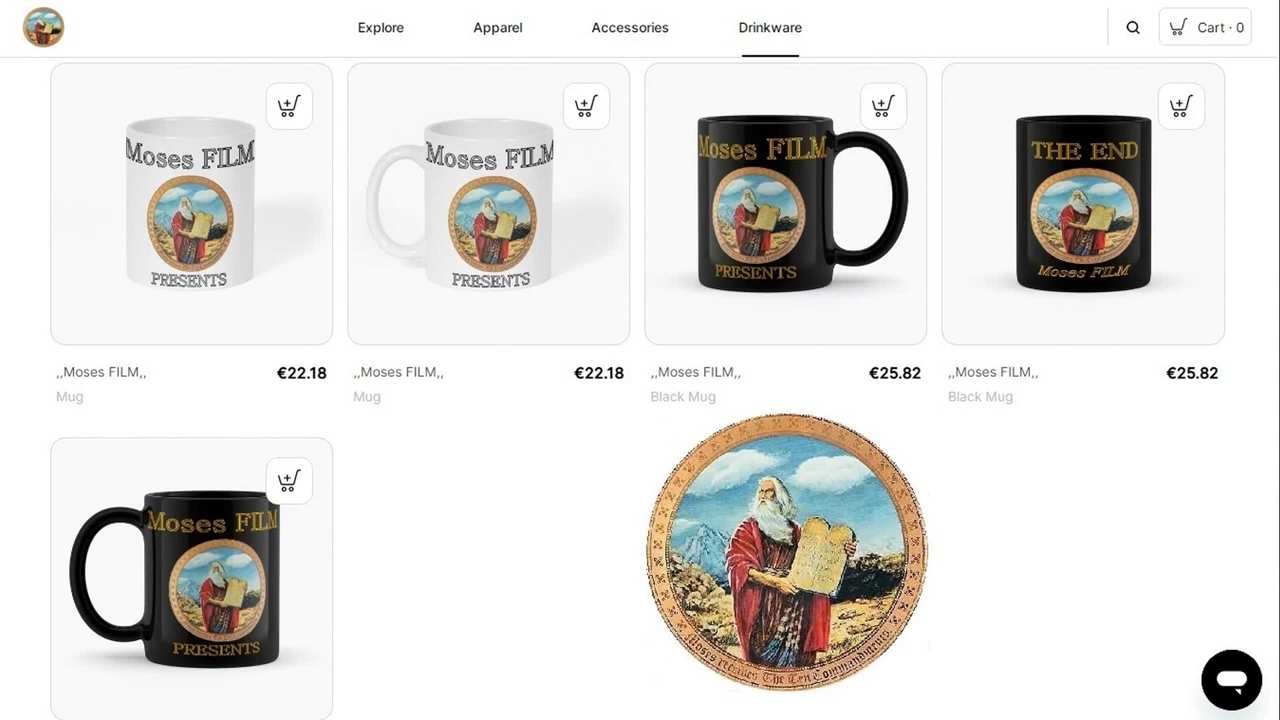 Explore Apparel Accessories Drinkware Cart · 0
Moses FILM
PRESENTS
Moses FILM
PRESENTS
Moses FILM
PRESENTS
THE END
Moses FILM
,,Moses FILM,, €22.18
Mug
,,Moses FILM,, €22.18
Mug
,,Moses FILM,, €25.82
Black Mug
,,Moses FILM,, €25.82
Black Mug
Moses FILM
PRESENTS
The Ten Commandments